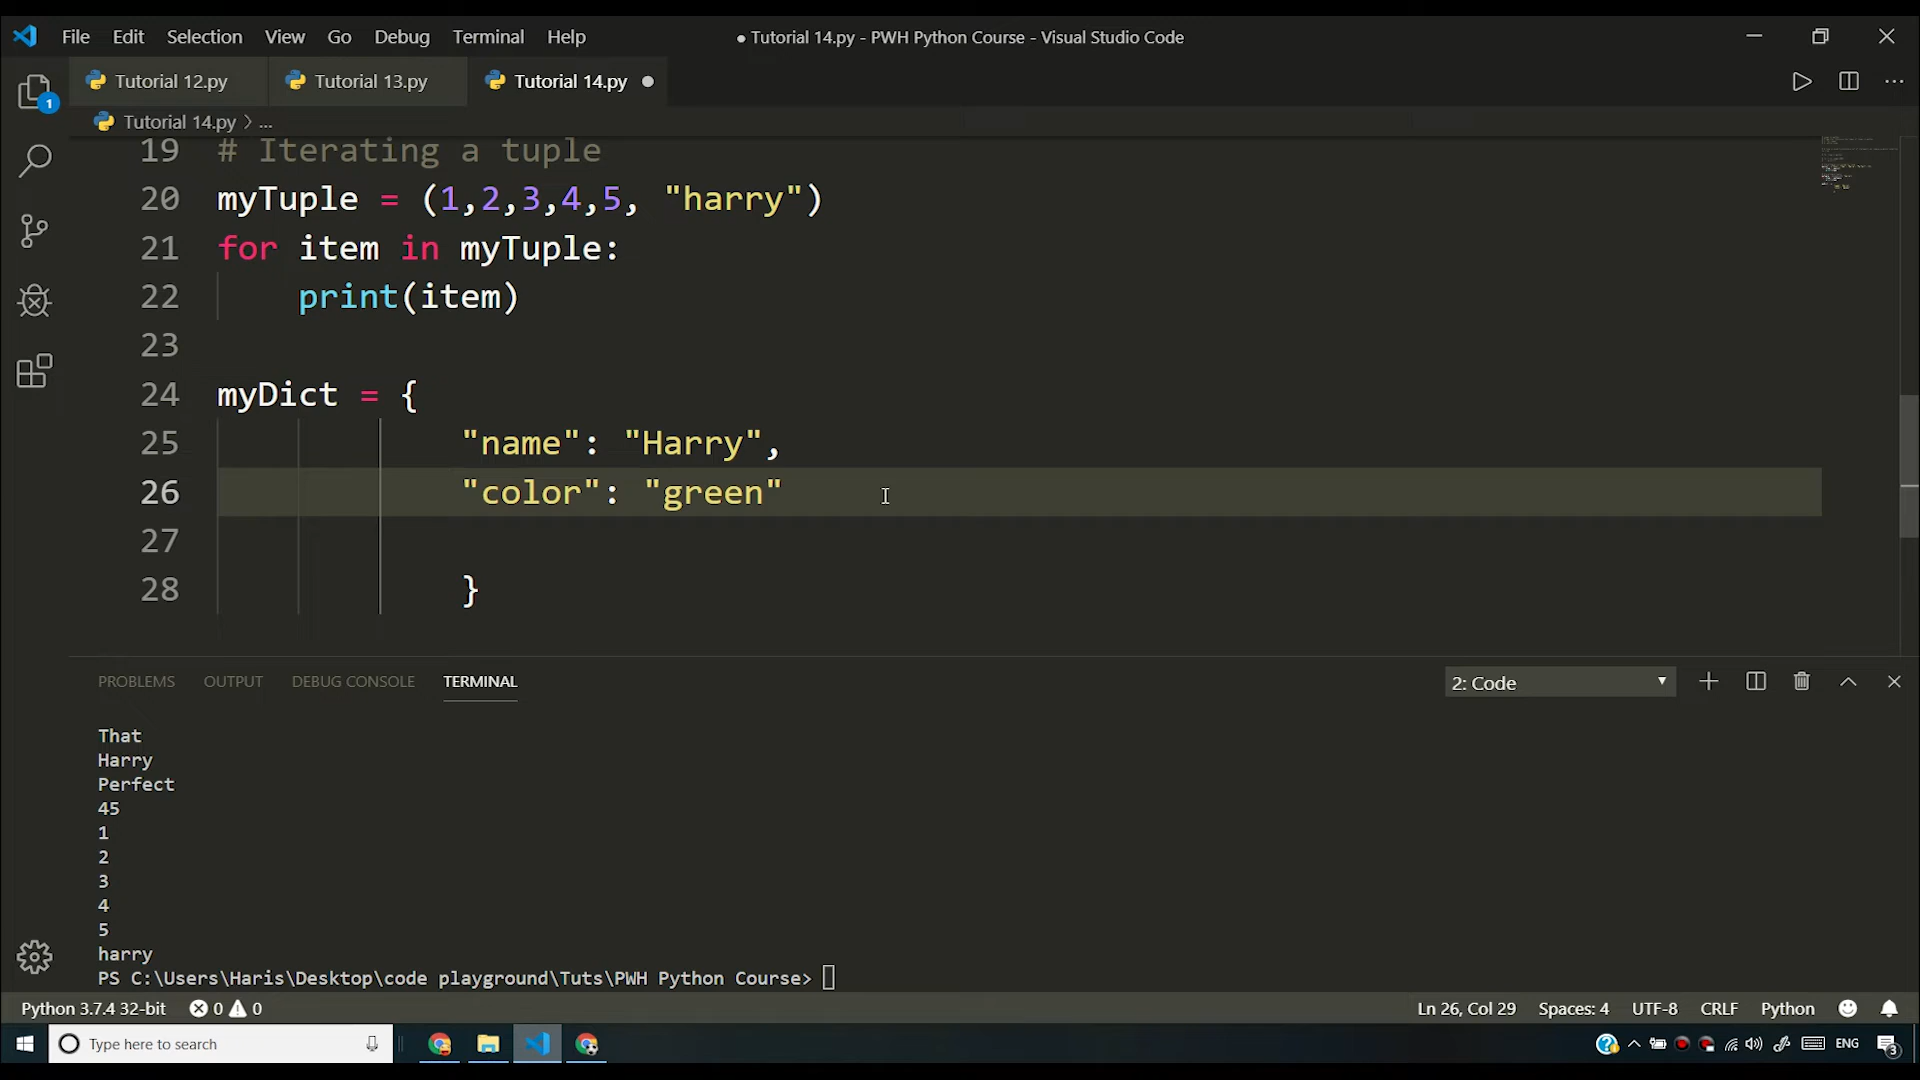 File Edit Selection View Go Debug Terminal Help
● Tutorial 14.py - PWH Python Course - Visual Studio Code
Tutorial 12.py
Tutorial 13.py
Tutorial 14.py ●
Tutorial 14.py > ...
1
19 # Iterating a tuple
20 myTuple = (1,2,3,4,5, "harry")
21 for item in myTuple:
22 print(item)
23
24 myDict = {
25 "name": "Harry",
26 "color": "green"
27
28 }
PROBLEMS OUTPUT DEBUG CONSOLE TERMINAL
2: Code
That
Harry
Perfect
45
1
2
3
4
5
harry
PS C:\Users\Haris\Desktop\code playground\Tuts\PWH Python Course>
Python 3.7.4 32-bit 0 0
Ln 26, Col 29 Spaces: 4 UTF-8 CRLF Python
Type here to search
ENG
3